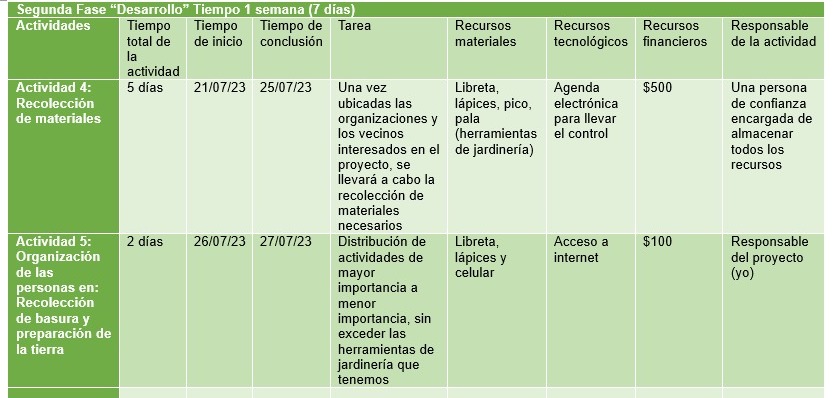 Segunda Fase “Desarrollo” Tiempo 1 semana (7 días)
Actividades
Tiempo
total de
la
actividad
Tiempo
de inicio
Tiempo de
conclusión
Tarea
Recursos
materiales
Recursos
tecnológicos
Recursos
financieros
Responsable
de la actividad
Actividad 4:
Recolección
de materiales
5 días
21/07/23
25/07/23
Una vez
ubicadas las
organizaciones y
los vecinos
interesados en el
proyecto, se
llevará a cabo la
recolección de
materiales
necesarios
Libreta,
lápices, pico,
pala
(herramientas
de jardinería)
Agenda
electrónica
para llevar
el control
$500
Una persona
de confianza
encargada de
almacenar
todos los
recursos
Actividad 5:
Organización
de las
personas en:
Recolección
de basura y
preparación de
la tierra
2 días
26/07/23
27/07/23
Distribución de
actividades de
mayor
importancia a
menor
importancia, sin
exceder las
herramientas de
jardinería que
tenemos
Libreta,
lápices y
celular
Acceso a
internet
$100
Responsable
del proyecto
(yo)